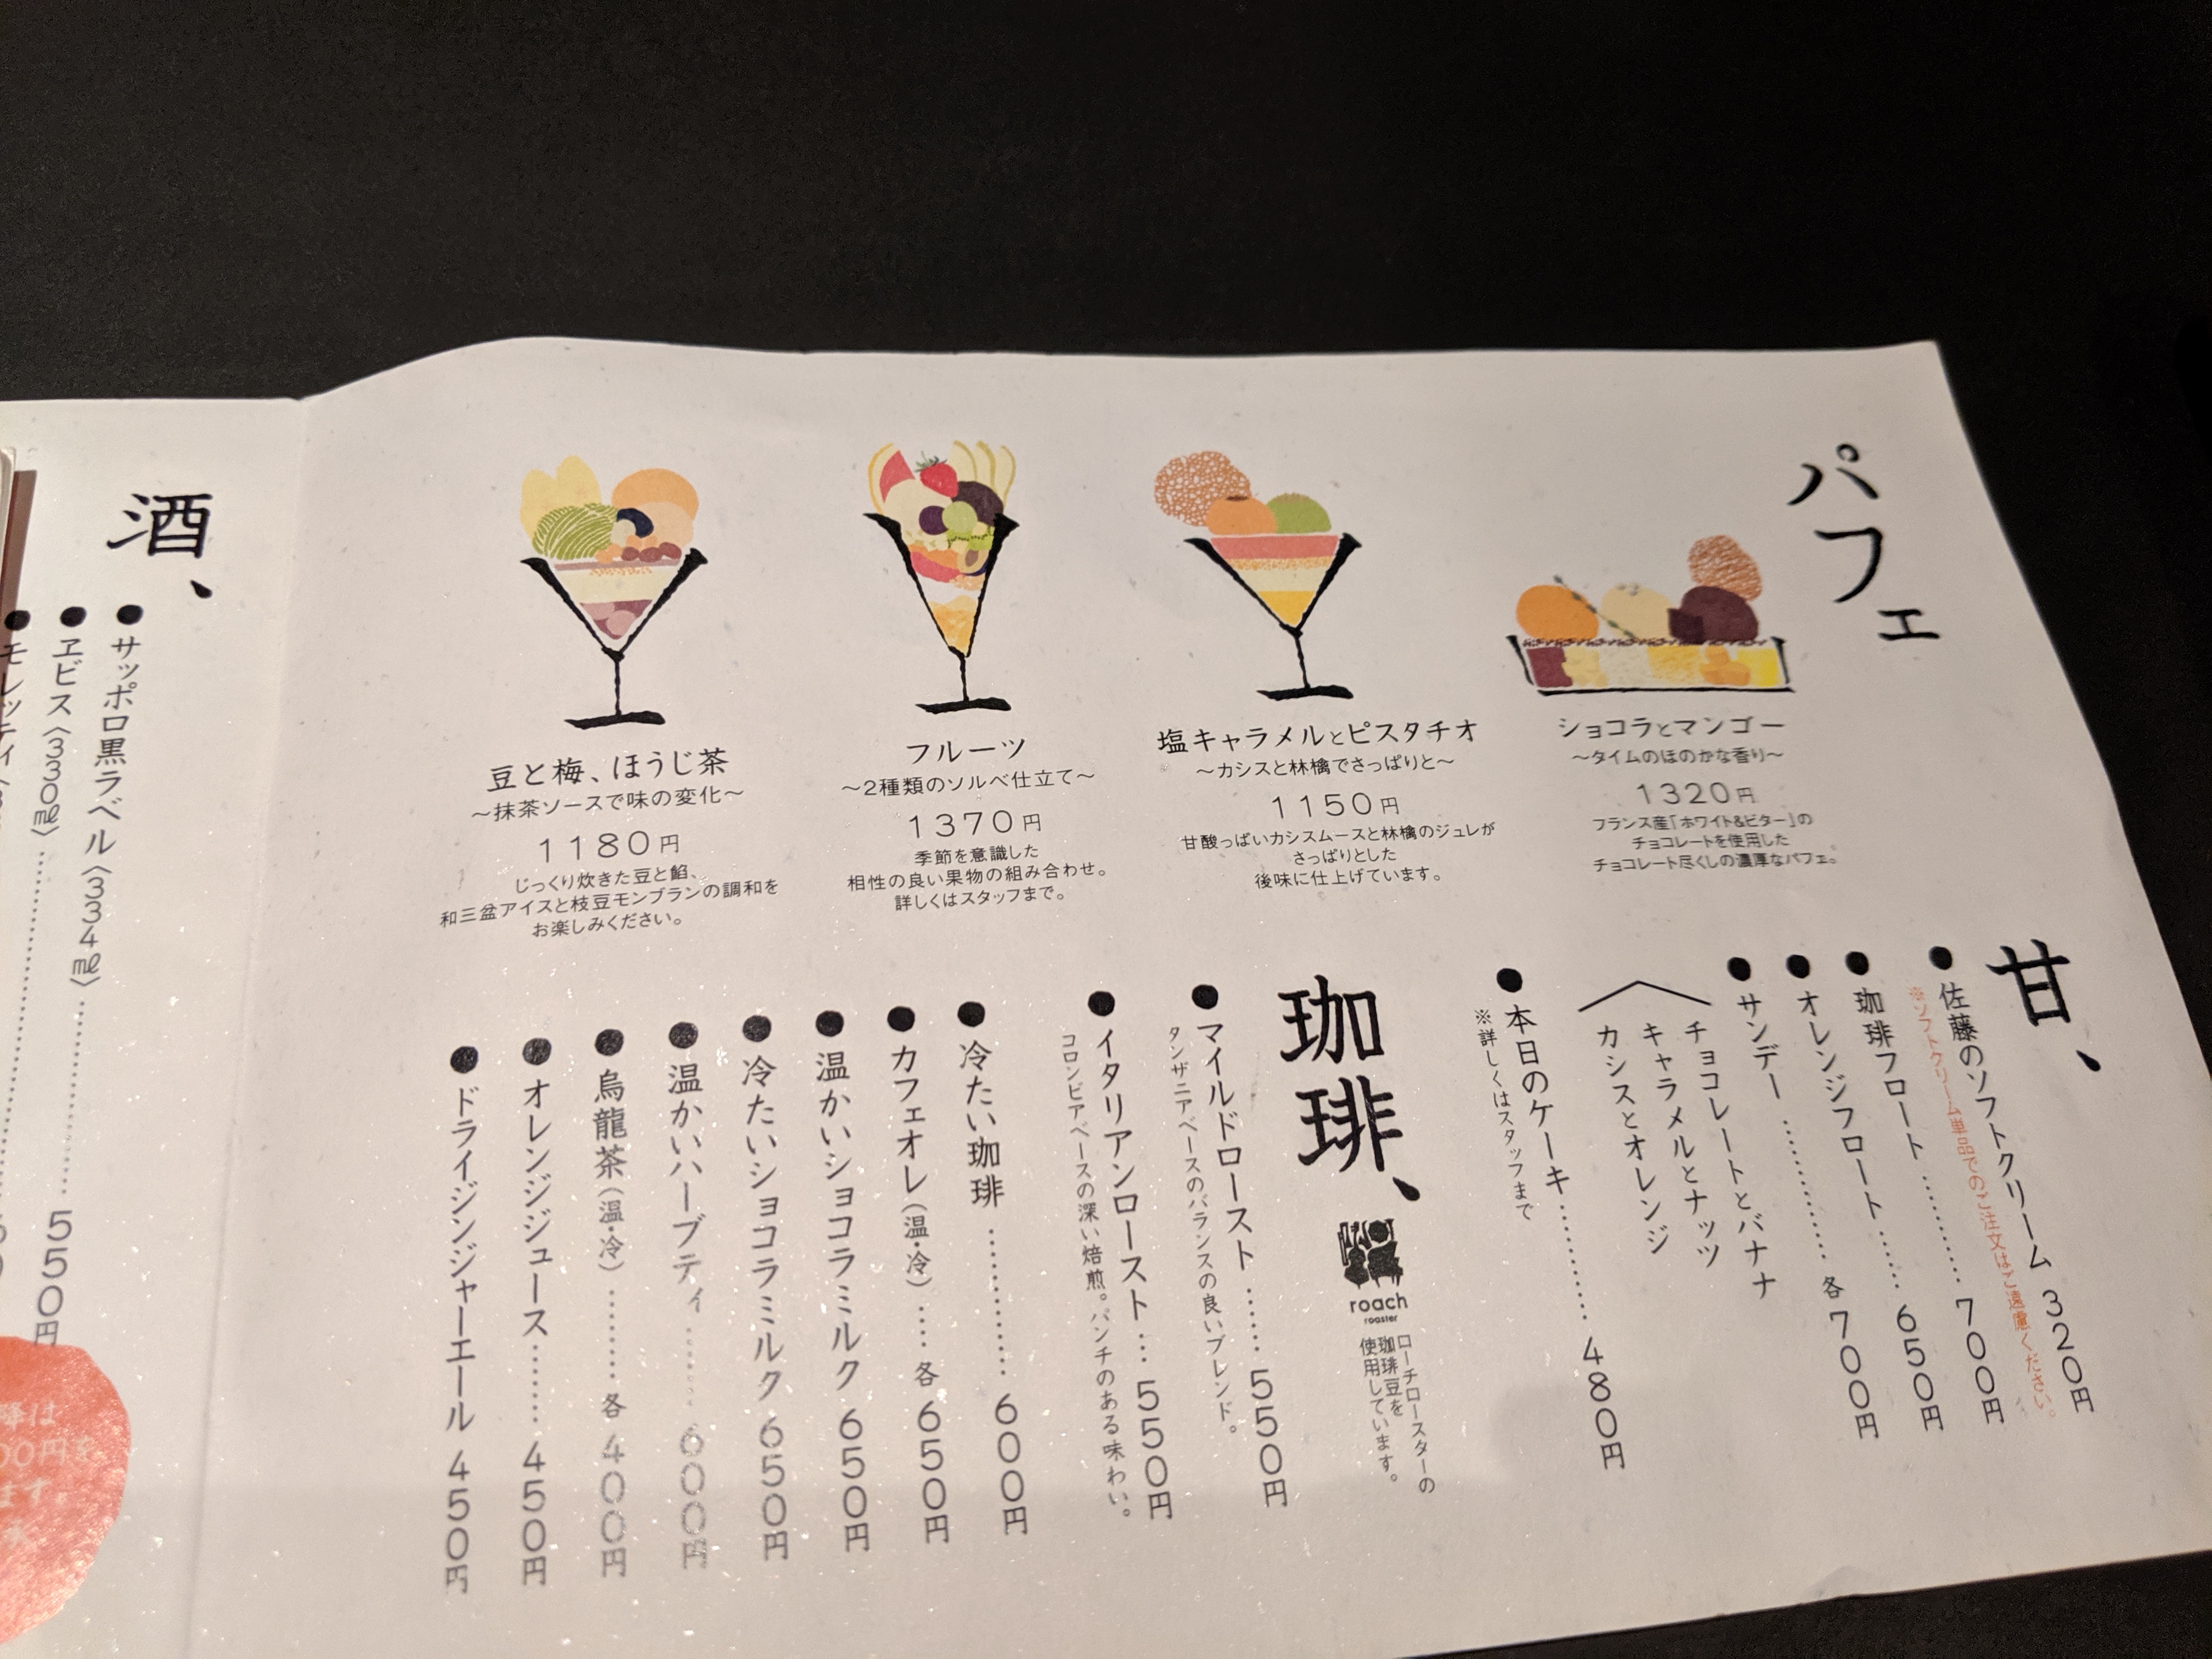 パフェ
ショコラとマンゴー
～タイムのほのかな香り～
1320円
フランス産「ホワイト&ビター」の
チョコレートを使用した
チョコレート尽くしの濃厚なパフェ。
塩キャラメルとピスタチオ
～カシスと林檎でさっぱりと～
1150円
甘酸っぱいカシスムースと林檎のジュレが
さっぱりとした
後味に仕上げています。
フルーツ
～2種類のソルベ仕立て～
1370円
季節を意識した
相性の良い果物の組み合わせ。
詳しくはスタッフまで。
豆と梅、ほうじ茶
～抹茶ソースで味の変化～
1180円
じっくり炊きた豆と餡、
和三盆アイスと枝豆モンブランの調和を
お楽しみください。
甘、
●佐藤のソフトクリーム 320円
※ソフトクリーム単品でのご注文はご遠慮ください。
●珈琲フロート………… 700円
●オレンジフロート…… 650円
●サンデー………… 各700円
チョコレートとバナナ
キャラメルとナッツ
カシスとオレンジ
●本日のケーキ………… 480円
※詳しくはスタッフまで
珈琲、
roach
roaster
ローチロースターの
珈琲豆を
使用しています。
●マイルドロースト…… 550円
タンザニアベースのバランスの良いブレンド。
●イタリアンロースト… 550円
コロンビアベースの深い焙煎。パンチのある味わい。
●冷たい珈琲………… 600円
●カフェオレ（温・冷）…… 各650円
●温かいショコラミルク 650円
●冷たいショコラミルク 650円
●温かいハーブティ……… 600円
●烏龍茶（温・冷）……… 各400円
●オレンジジュース……… 450円
●ドライジンジャーエール 450円
酒、
●サッポロ黒ラベル〈334㎖〉………… 550円
●ヱビス〈330㎖〉
●モレッティ
降は
00円を
ます。